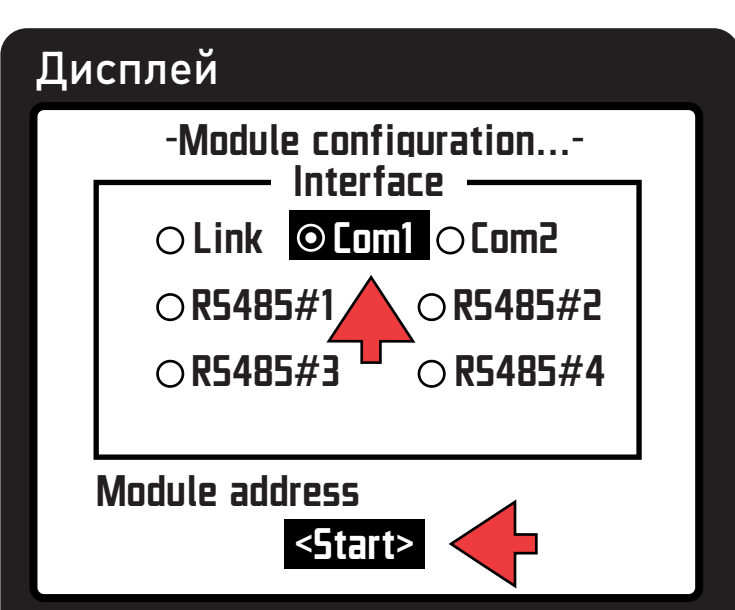 Дисплей
-Module configuration...-
Interface
Link Com1 Com2
RS485#1 RS485#2
RS485#3 RS485#4
Module address
<Start>